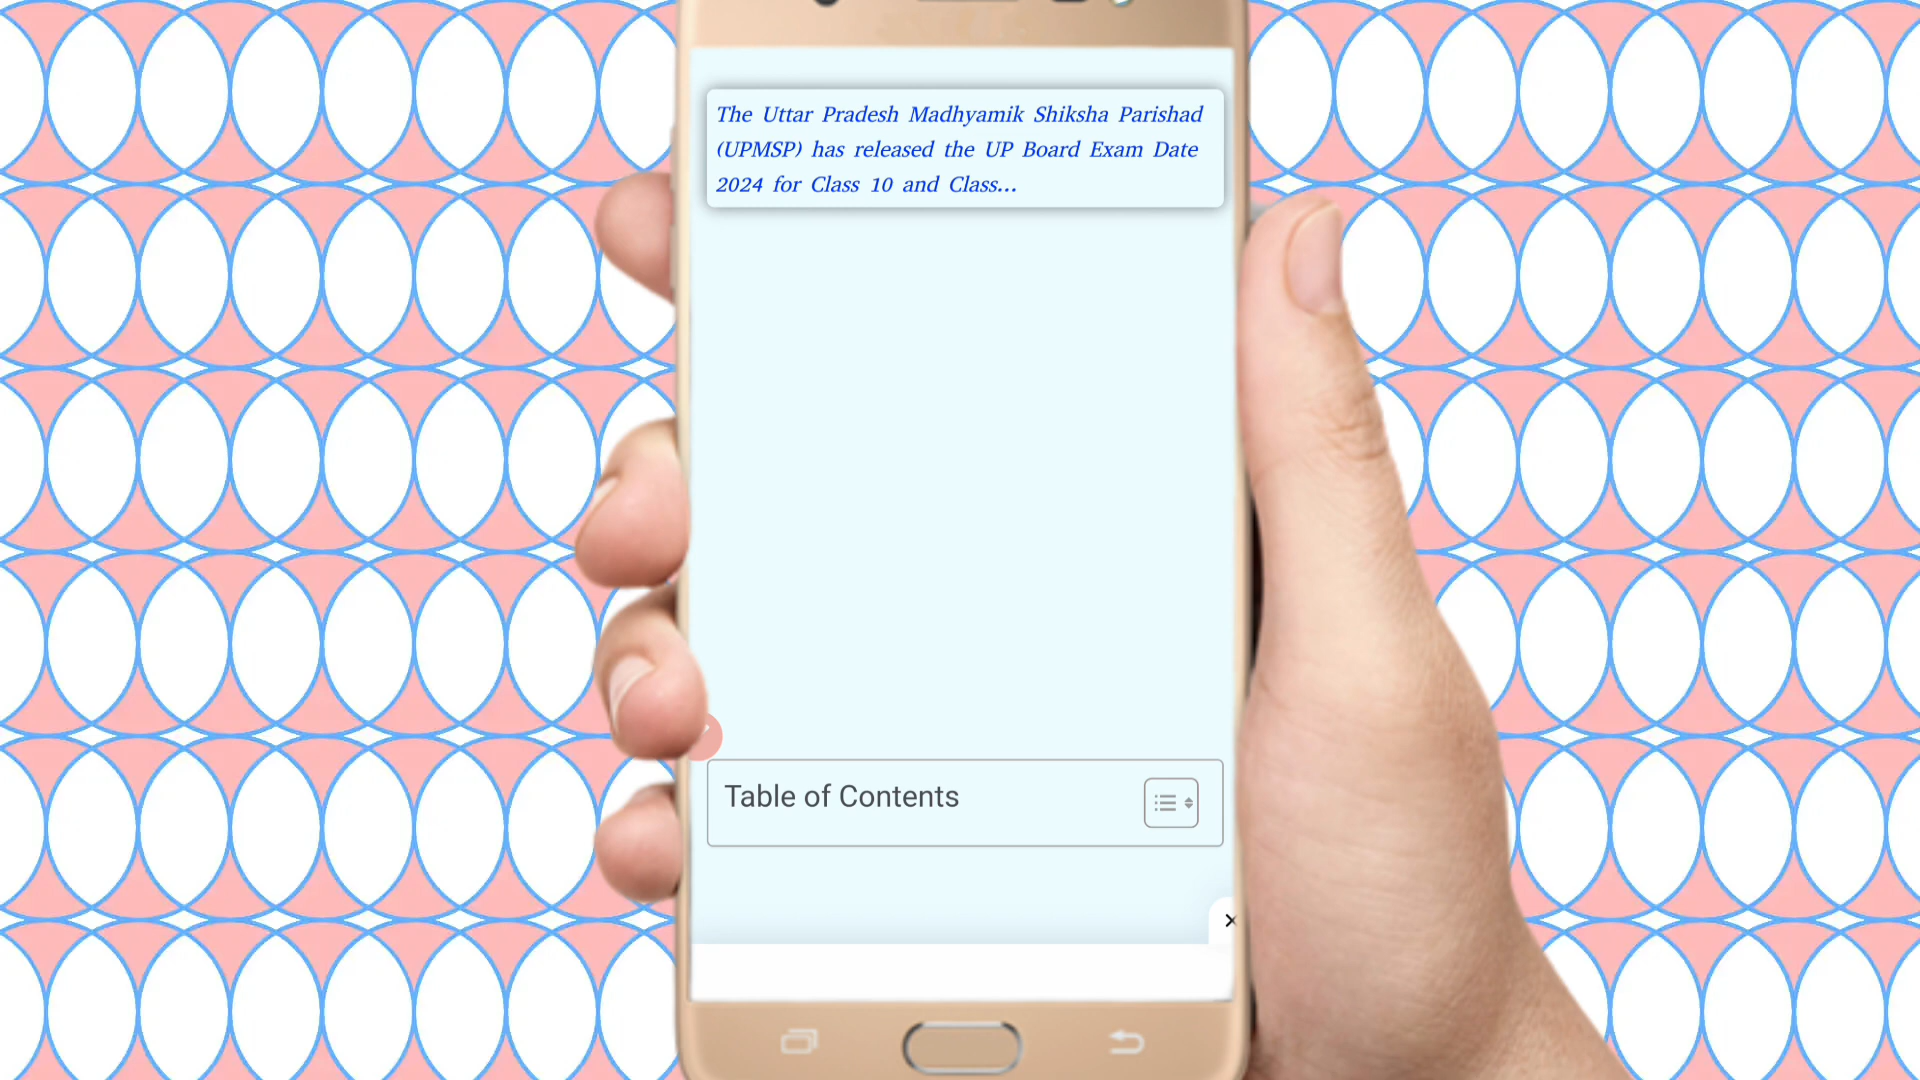 The Uttar Pradesh Madhyamik Shiksha Parishad
(UPMSP) has released the UP Board Exam Date
2024 for Class 10 and Class...
Table of Contents